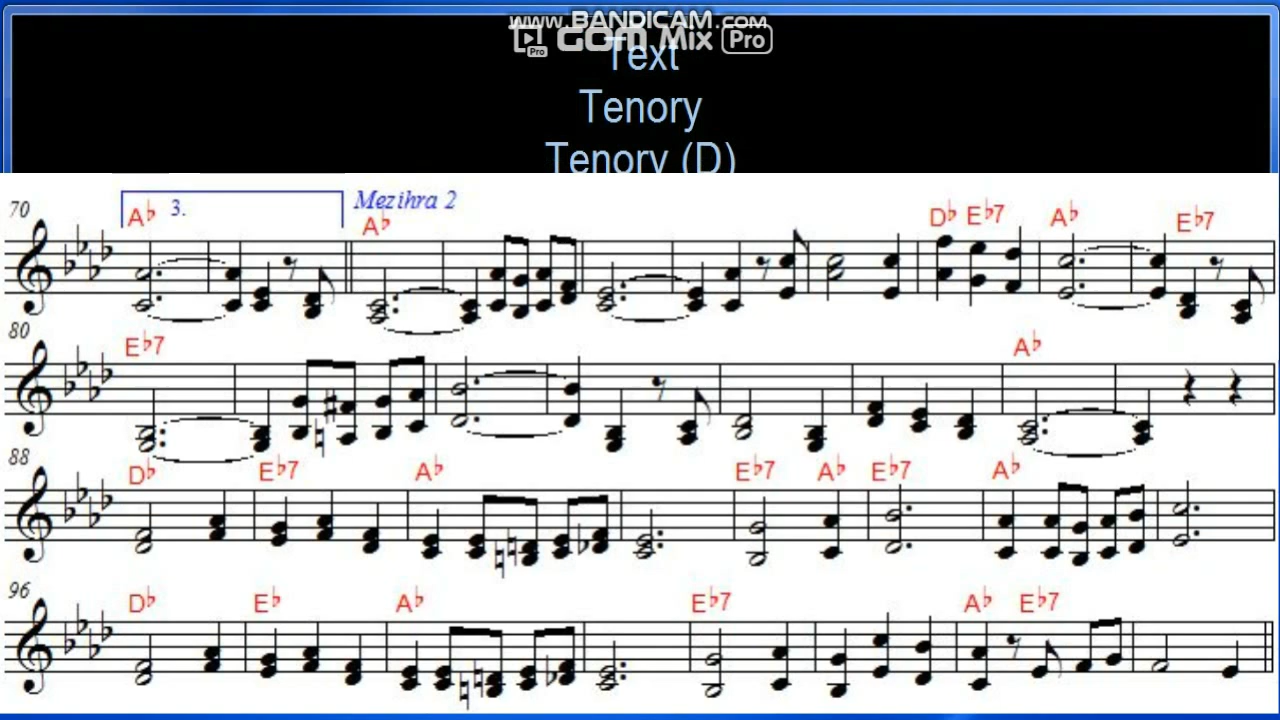 www.BANDICAM.com
GOM Mix Pro
Pro
Text
Tenory
Tenory (D)
70 A♭ 3. Mezihra 2 A♭ D♭ E♭7 A♭ E♭7
80 E♭7 A♭
88 D♭ E♭7 A♭ E♭7 A♭ E♭7 A♭
96 D♭ E♭ A♭ E♭7 A♭ E♭7